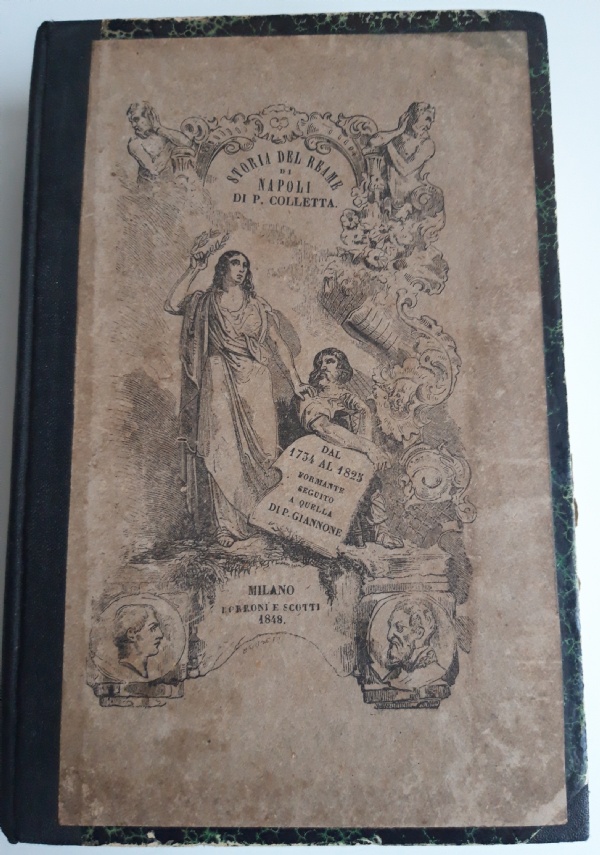 STORIA DEL REAME
DI
NAPOLI
DI P. COLLETTA.
DAL
1734 AL 1825
FORMANTE
SEGUITO
A QUELLA
DI P. GIANNONE
MILANO
BORRONI E SCOTTI
1848.